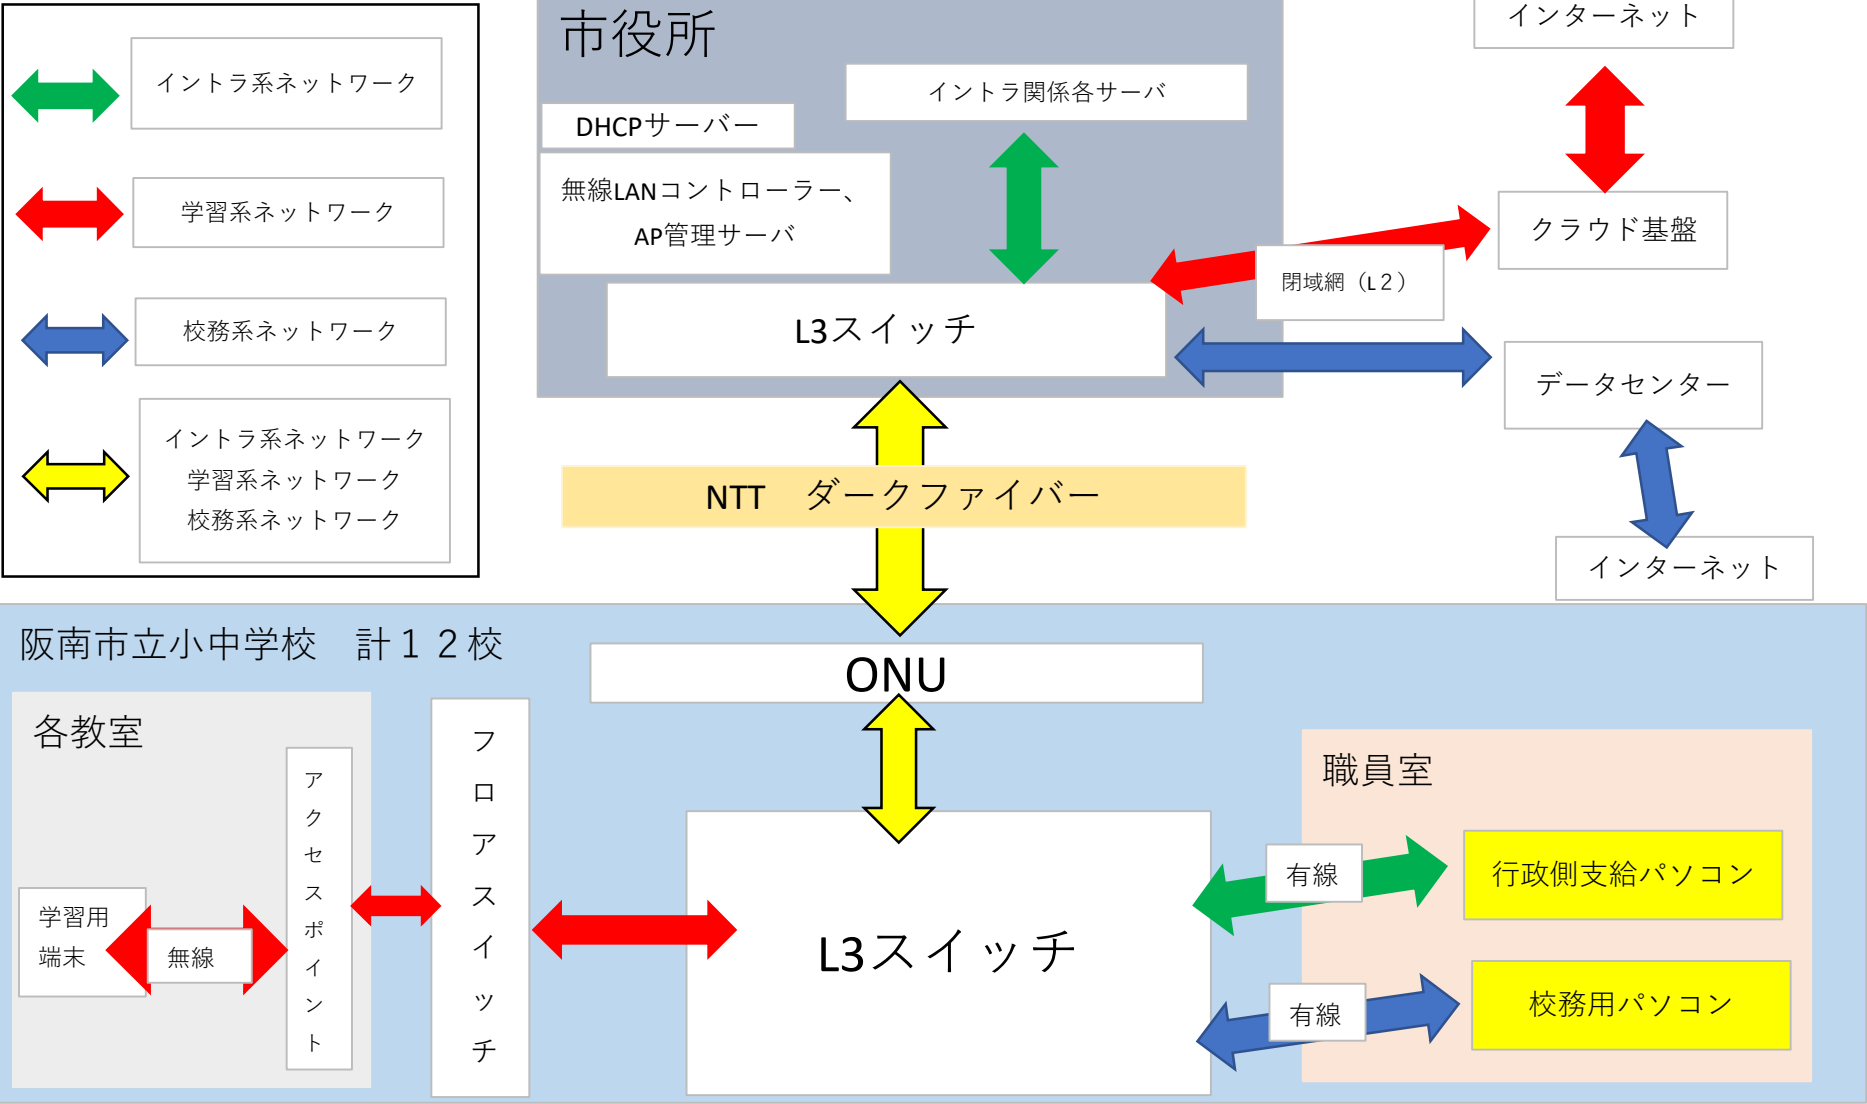 イントラ系ネットワーク
学習系ネットワーク
校務系ネットワーク
イントラ系ネットワーク
学習系ネットワーク
校務系ネットワーク
市役所
イントラ関係各サーバ
DHCPサーバー
無線LANコントローラー、
AP管理サーバ
L3スイッチ
インターネット
クラウド基盤
閉域網（L２）
データセンター
インターネット
NTT　ダークファイバー
阪南市立小中学校　計１２校
ONU
各教室
アクセスポイント
学習用
端末
無線
フロアスイッチ
L3スイッチ
職員室
有線
行政側支給パソコン
有線
校務用パソコン